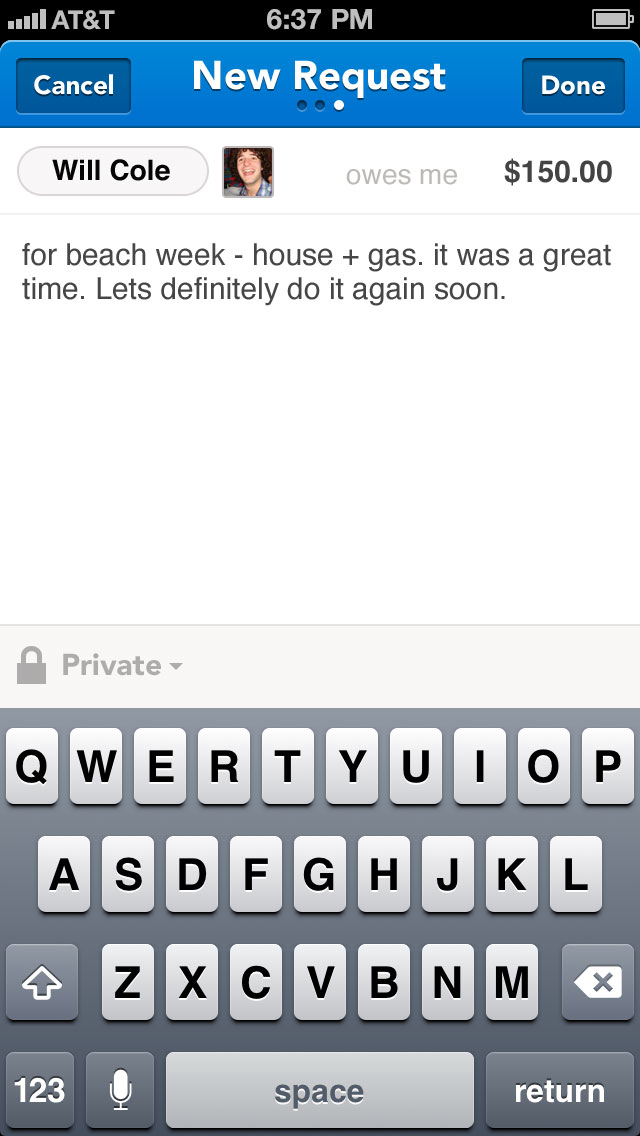 AT&T 6:37 PM
Cancel New Request Done
Will Cole owes me $150.00
for beach week - house + gas. it was a great
time. Lets definitely do it again soon.
Private
Q W E R T Y U I O P
A S D F G H J K L
Z X C V B N M
123 space return